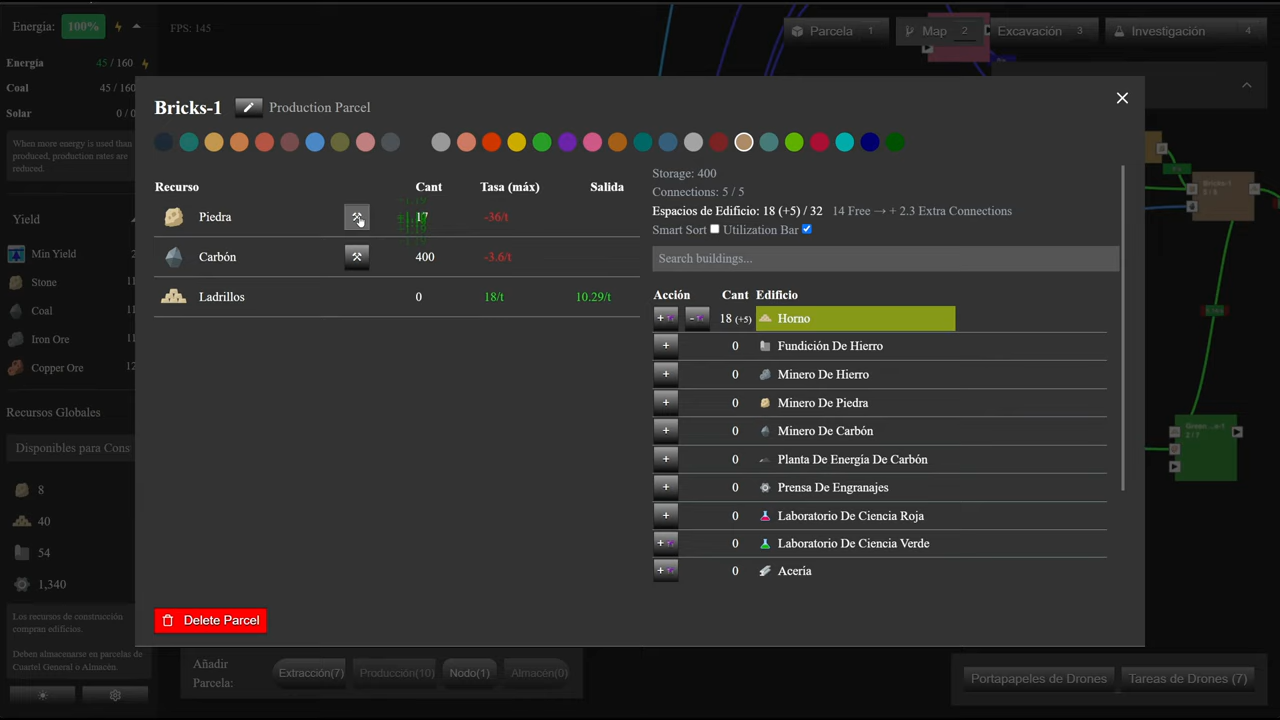 Energía: 100%
FPS: 145
Parcela 1
Map 2
Excavación 3
Investigación 4
Energía 45/160
Coal 45/160
Solar 0/0
When more energy is used than
produced, production rates are
reduced.
Yield
Min Yield 2
Stone 11
Coal 11
Iron Ore 11
Copper Ore 12
Recursos Globales
Disponibles para Cons
8
40
54
1,340
Los recursos de construcción
compran edificios.
Deben almacenarse en parcelas de
Cuartel General o Almacén.
Bricks-1 Production Parcel
Recurso Cant Tasa (máx) Salida
Piedra 17 -36/t
Carbón 400 -3.6/t
Ladrillos 0 18/t 10.29/t
Delete Parcel
Storage: 400
Connections: 5 / 5
Espacios de Edificio: 18 (+5) / 32 14 Free → + 2.3 Extra Connections
Smart Sort Utilization Bar
Search buildings...
Acción Cant Edificio
+ - 18 (+5) Horno
+ 0 Fundición De Hierro
+ 0 Minero De Hierro
+ 0 Minero De Piedra
+ 0 Minero De Carbón
+ 0 Planta De Energía De Carbón
+ 0 Prensa De Engranajes
+ 0 Laboratorio De Ciencia Roja
+ 0 Laboratorio De Ciencia Verde
+ 0 Acería
Bricks-1
Añadir
Parcela:
Extracción(7)
Producción(10)
Nodo(1)
Almacén(0)
Portapapeles de Drones
Tareas de Drones (7)